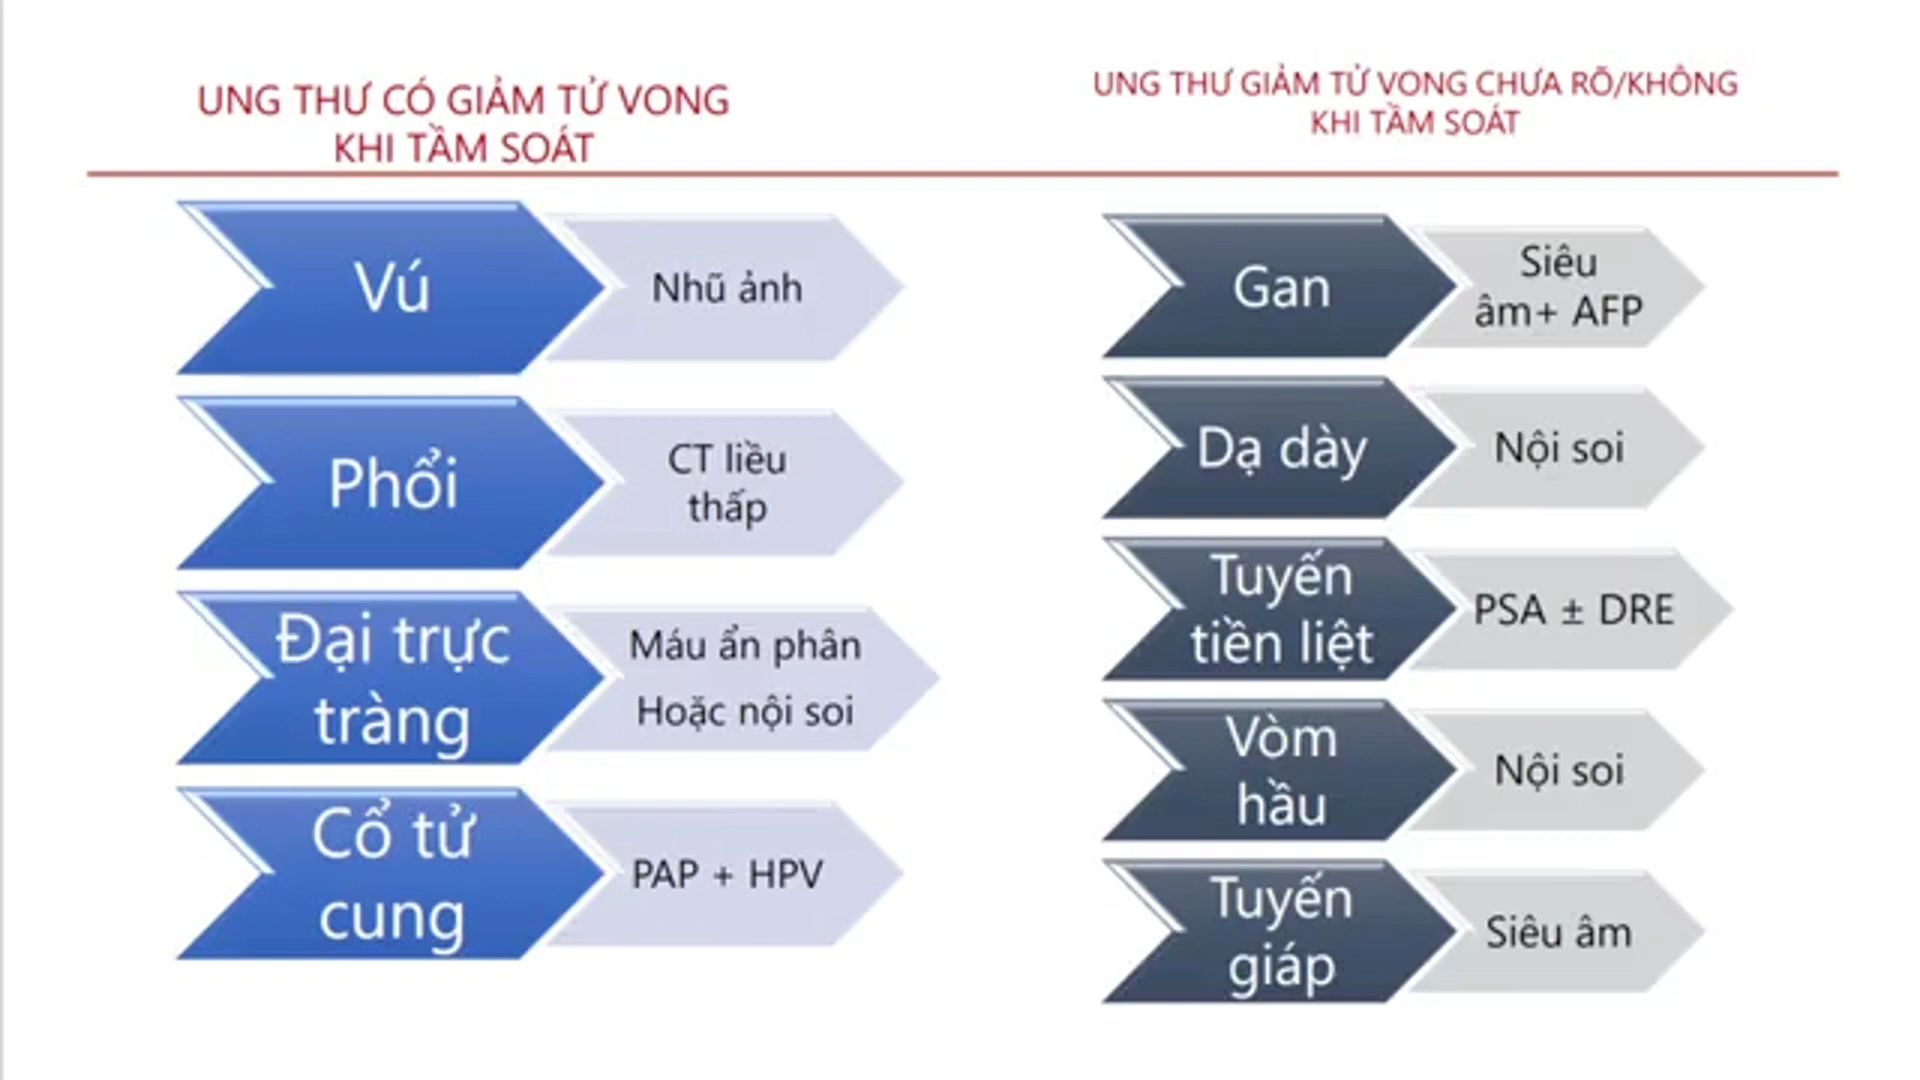 UNG THƯ CÓ GIẢM TỬ VONG
KHI TẦM SOÁT
Vú
Nhũ ảnh
Phổi
CT liều
thấp
Đại trực
tràng
Máu ẩn phân
Hoặc nội soi
Cổ tử
cung
PAP + HPV
UNG THƯ GIẢM TỬ VONG CHƯA RÕ/KHÔNG
KHI TẦM SOÁT
Gan
Siêu
âm+ AFP
Dạ dày
Nội soi
Tuyến
tiền liệt
PSA ± DRE
Vòm
hầu
Nội soi
Tuyến
giáp
Siêu âm